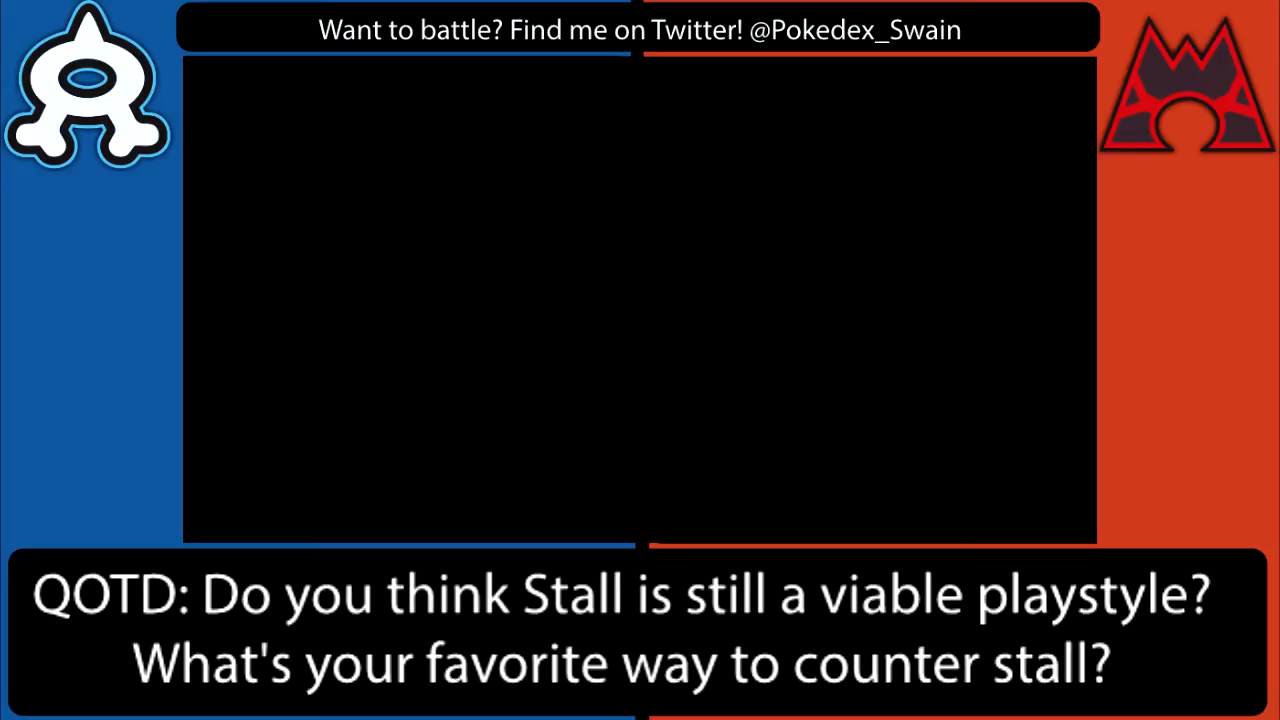 Want to battle? Find me on Twitter! @Pokedex_Swain
QOTD: Do you think Stall is still a viable playstyle?
What's your favorite way to counter stall?